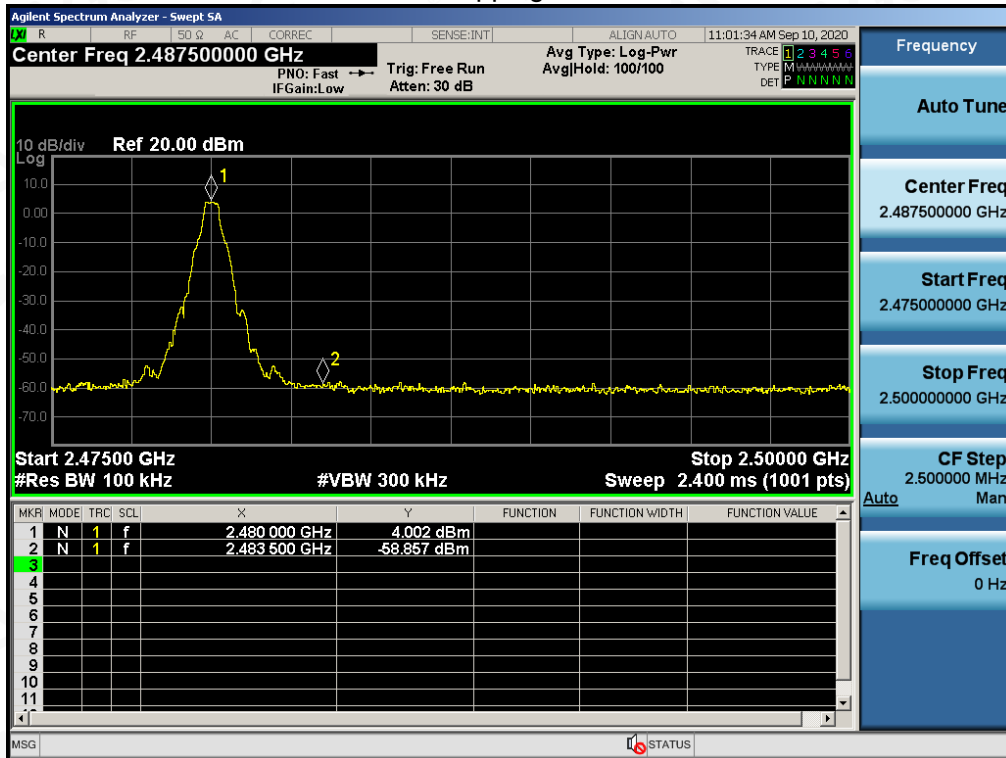 Agilent Spectrum Analyzer - Swept SA
LXI R RF 50 Ω AC CORREC SENSE:INT ALIGN AUTO 11:01:34 AM Sep 10, 2020
Center Freq 2.487500000 GHz
PNO: Fast
IFGain:Low
Trig: Free Run
Atten: 30 dB
Avg Type: Log-Pwr
Avg|Hold: 100/100
TRACE 1 2 3 4 5 6
TYPE M WWWWW
DET P N N N N N
10 dB/div Ref 20.00 dBm
Log
10.0
0.00
-10.0
-20.0
-30.0
-40.0
-50.0
-60.0
-70.0
1
2
Start 2.47500 GHz Stop 2.50000 GHz
#Res BW 100 kHz #VBW 300 kHz Sweep 2.400 ms (1001 pts)
MKR MODE TRC SCL X Y FUNCTION FUNCTION WIDTH FUNCTION VALUE
1 N 1 f 2.480 000 GHz 4.002 dBm
2 N 1 f 2.483 500 GHz -58.857 dBm
3
4
5
6
7
8
9
10
11
MSG STATUS
Frequency
Auto Tune
Center Freq
2.487500000 GHz
Start Freq
2.475000000 GHz
Stop Freq
2.500000000 GHz
CF Step
2.500000 MHz
Auto Man
Freq Offset
0 Hz